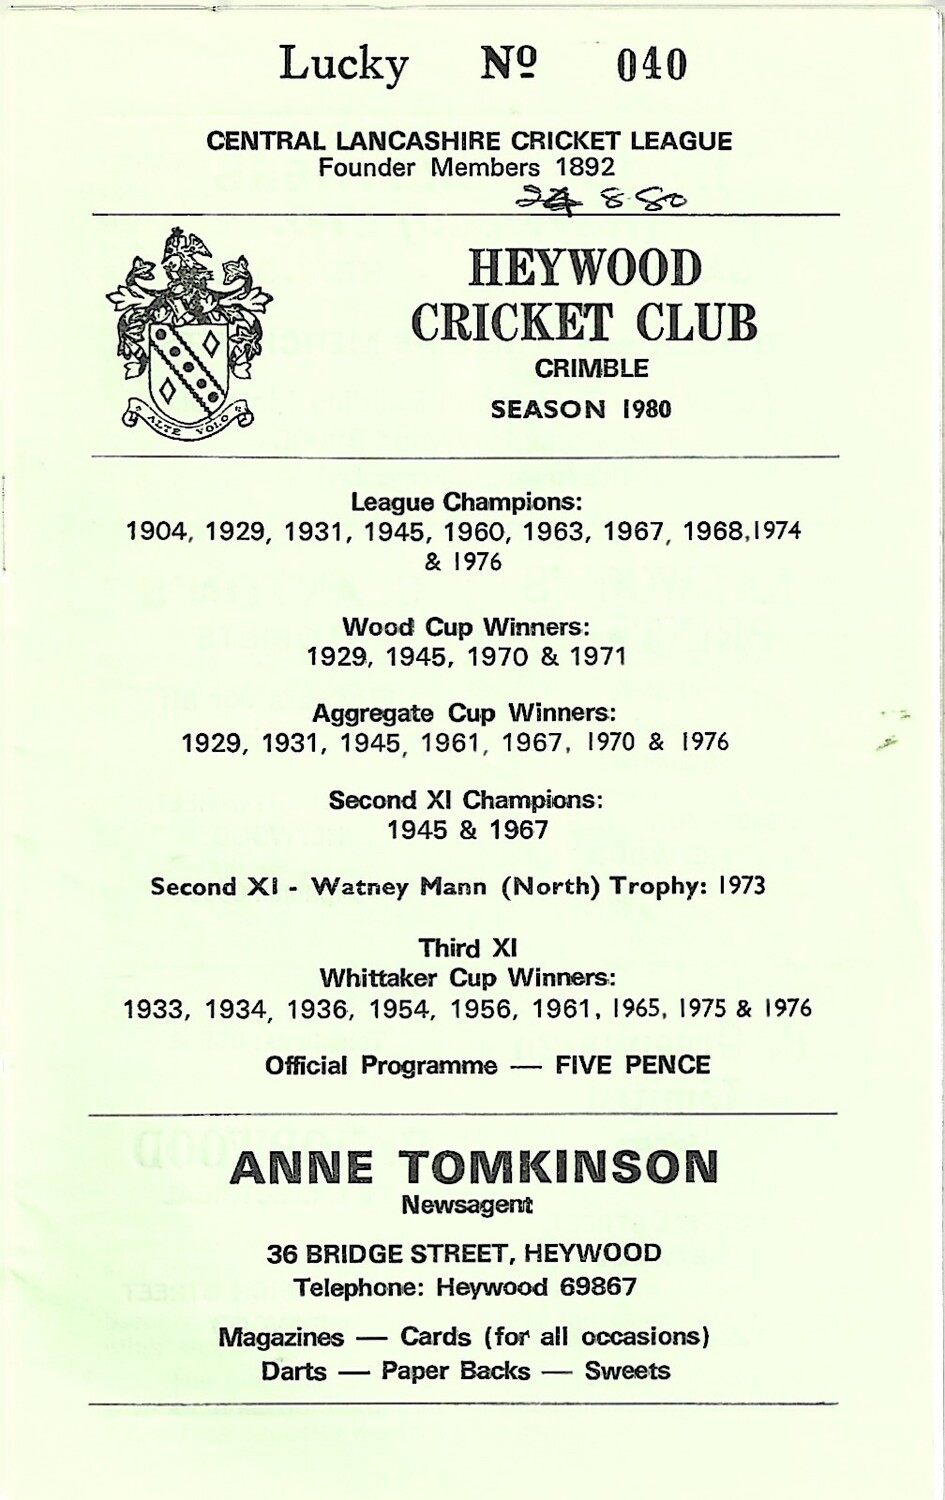 Lucky Nº 040
CENTRAL LANCASHIRE CRICKET LEAGUE
Founder Members 1892
24 8 80
HEYWOOD
CRICKET CLUB
CRIMBLE
SEASON 1980
ALTE VOLO
League Champions:
1904, 1929, 1931, 1945, 1960, 1963, 1967, 1968,1974
& 1976
Wood Cup Winners:
1929, 1945, 1970 & 1971
Aggregate Cup Winners:
1929, 1931, 1945, 1961, 1967, 1970 & 1976
Second XI Champions:
1945 & 1967
Second XI - Watney Mann (North) Trophy: 1973
Third XI
Whittaker Cup Winners:
1933, 1934, 1936, 1954, 1956, 1961, 1965, 1975 & 1976
Official Programme — FIVE PENCE
ANNE TOMKINSON
Newsagent
36 BRIDGE STREET, HEYWOOD
Telephone: Heywood 69867
Magazines — Cards (for all occasions)
Darts — Paper Backs — Sweets